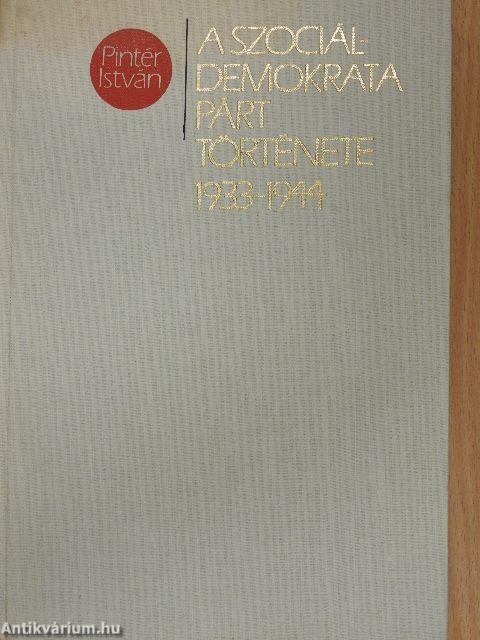 Pintér
István
A SZOCIÁL-
DEMOKRATA
PÁRT
TÖRTÉNETE
1933-1944
Antikvárium.hu